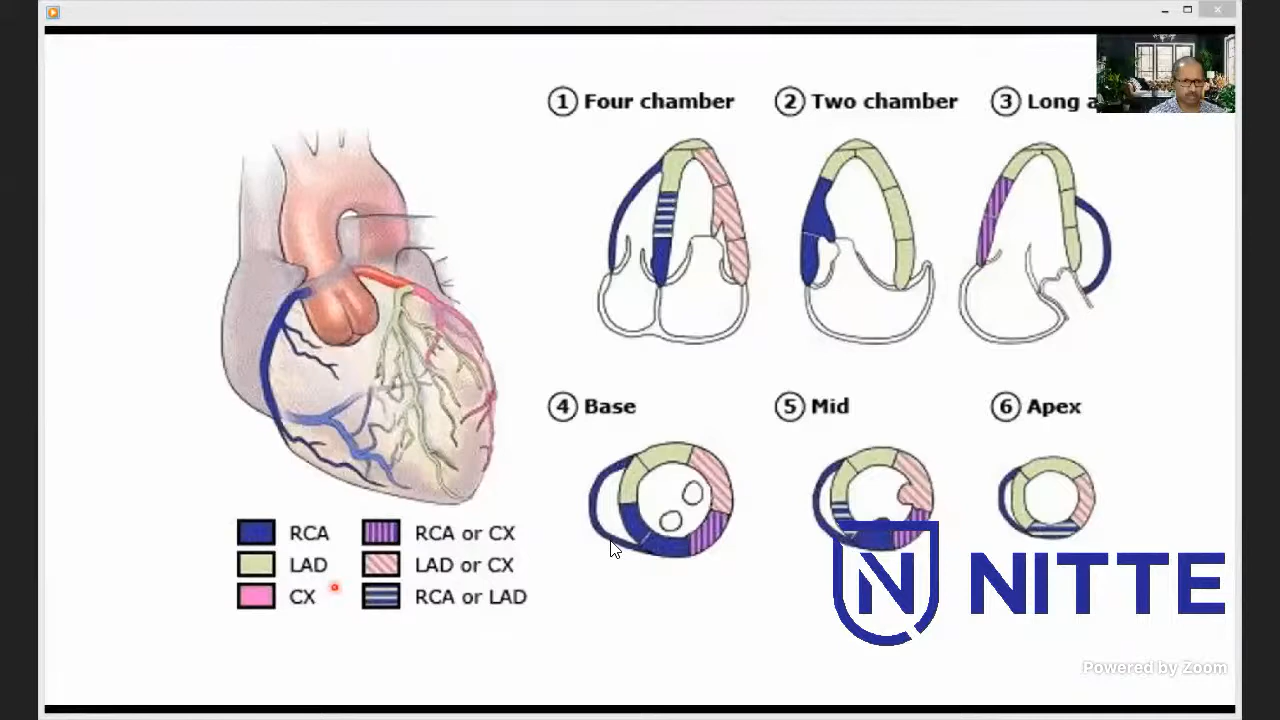 ① Four chamber
② Two chamber
③ Long a
④ Base
⑤ Mid
⑥ Apex
RCA
RCA or CX
LAD
LAD or CX
CX
RCA or LAD
N NITTE
Powered by Zoom